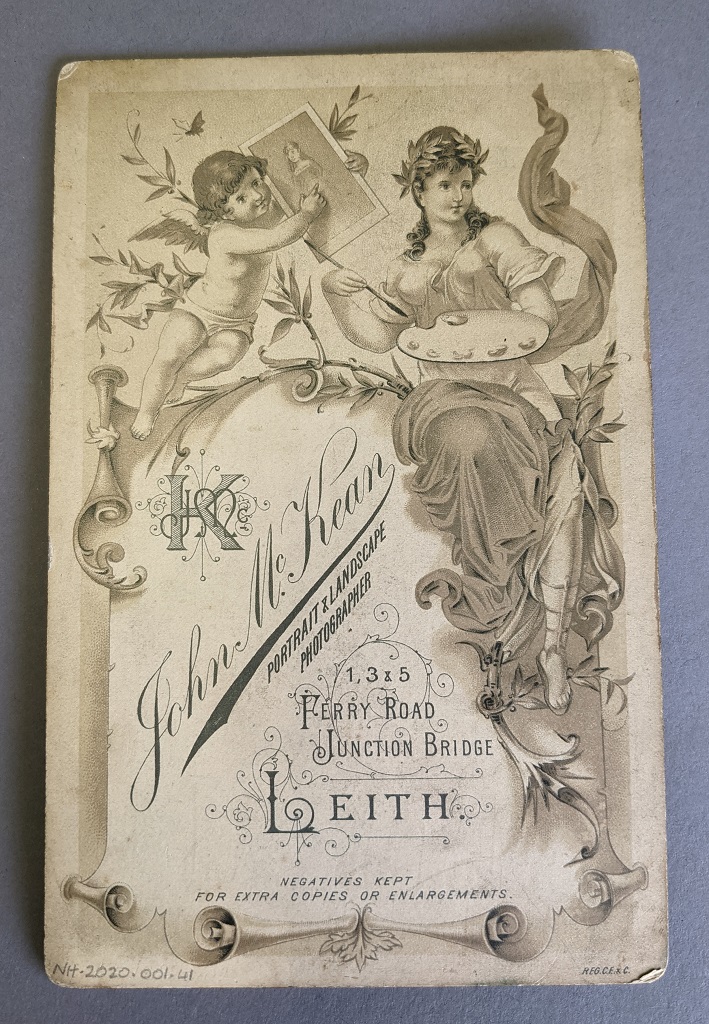 JMK
John McKean
PORTRAIT & LANDSCAPE
PHOTOGRAPHER
1, 3 & 5
FERRY ROAD
JUNCTION BRIDGE
LEITH.
NEGATIVES KEPT
FOR EXTRA COPIES OR ENLARGEMENTS.
NH-2020.001.41
REG.C.E.&C.